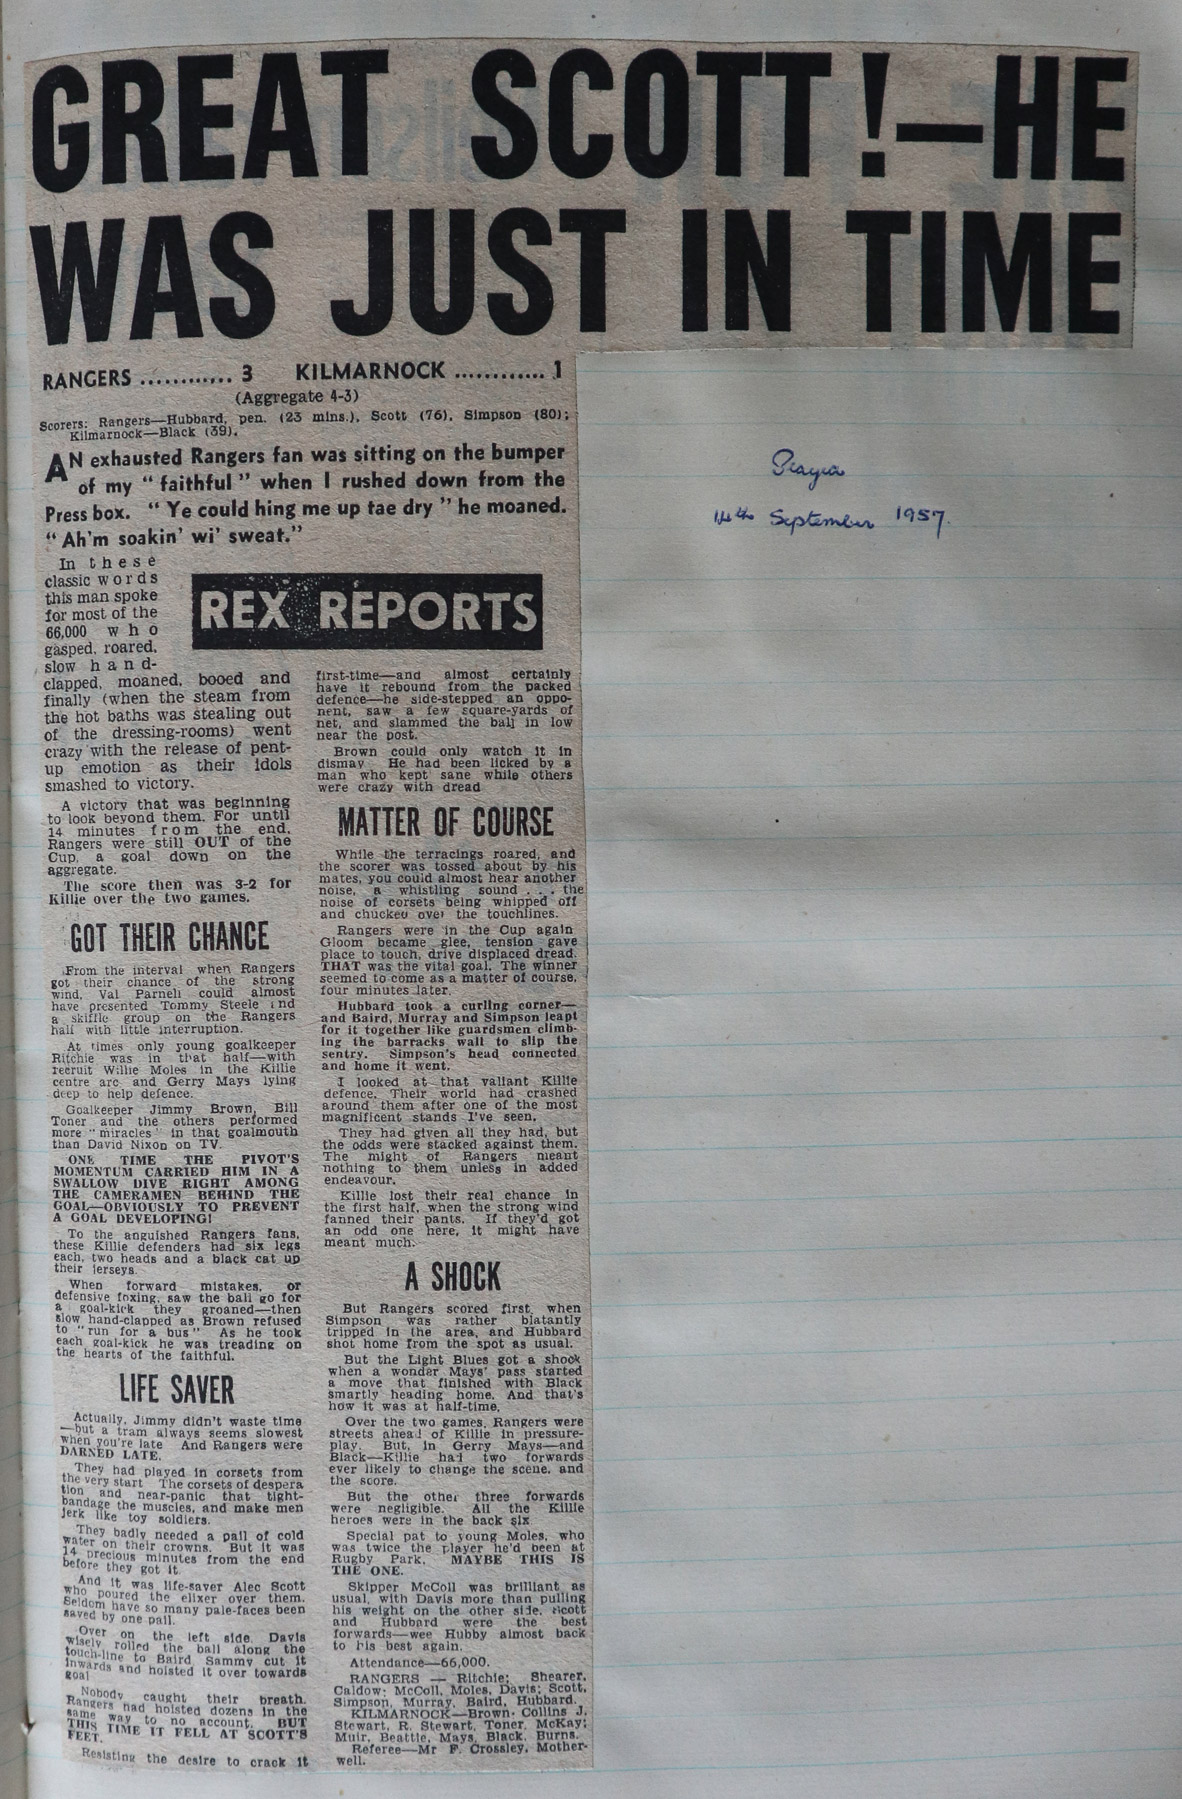 GREAT SCOTT!—HE
WAS JUST IN TIME
RANGERS ............ 3 KILMARNOCK ............ 1
(Aggregate 4-3)
Scorers: Rangers—Hubbard, pen. (23 mins.), Scott (76), Simpson (80);
Kilmarnock—Black (39).
AN exhausted Rangers fan was sitting on the bumper
of my "faithful" when I rushed down from the
Press box. "Ye could hing me up tae dry" he moaned.
"Ah'm soakin' wi' sweat."
REX REPORTS
In these
classic words
this man spoke
for most of the
66,000 who
gasped, roared,
slow hand-
clapped, moaned, booed and
finally (when the steam from
the hot baths was stealing out
of the dressing-rooms) went
crazy with the release of pent-
up emotion as their idols
smashed to victory.
A victory that was beginning
to look beyond them. For until
14 minutes from the end,
Rangers were still OUT of the
Cup, a goal down on the
aggregate.
The score then was 3-2 for
Killie over the two games.
GOT THEIR CHANCE
From the interval when Rangers
got their chance of the strong
wind, Val Parnell could almost
have presented Tommy Steele and
a skiffle group on the Rangers
half with little interruption.
At times only young goalkeeper
Ritchie was in that half—with
recruit Willie Moles in the Killie
centre arc and Gerry Mays lying
deep to help defence.
Goalkeeper Jimmy Brown, Bill
Toner and the others performed
more "miracles" in that goalmouth
than David Nixon on TV.
ONE TIME THE PIVOT'S
MOMENTUM CARRIED HIM IN A
SWALLOW DIVE RIGHT AMONG
THE CAMERAMEN BEHIND THE
GOAL—OBVIOUSLY TO PREVENT
A GOAL DEVELOPING!
To the anguished Rangers fans,
these Killie defenders had six legs
each, two heads and a black cat up
their jerseys.
When forward mistakes, or
defensive foxing, saw the ball go for
a goal-kick they groaned—then
slow hand-clapped as Brown refused
to "run for a bus" As he took
each goal-kick he was treading on
the hearts of the faithful.
LIFE SAVER
Actually, Jimmy didn't waste time
—but a tram always seems slowest
when you're late And Rangers were
DARNED LATE.
They had played in corsets from
the very start The corsets of despera
tion and near-panic that tight-
bandage the muscles, and make men
jerk like toy soldiers.
They badly needed a pail of cold
water on their crowns. But it was
14 precious minutes from the end
before they got it
And it was life-saver Alec Scott
who poured the elixer over them.
Seldom have so many pale-faces been
saved by one pail.
Over on the left side, Davis
wisely rolled the ball along the
touch-line to Baird Sammy cut it
inwards and hoisted it over towards
goal
Nobody caught their breath.
Rangers had hoisted dozens in the
same way to no account. BUT
THIS TIME IT FELL AT SCOTT'S
FEET.
Resisting the desire to crack it
first-time—and almost certainly
have it rebound from the packed
defence—he side-stepped an oppo-
nent, saw a few square-yards of
net, and slammed the ball in low
near the post.
Brown could only watch it in
dismay He had been licked by a
man who kept sane while others
were crazy with dread
MATTER OF COURSE
While the terracings roared, and
the scorer was tossed about by his
mates, you could almost hear another
noise, a whistling sound . . . the
noise of corsets being whipped off
and chucked over the touchlines.
Rangers were in the Cup again
Gloom became glee, tension gave
place to touch, drive displaced dread.
THAT was the vital goal. The winner
seemed to come as a matter of course,
four minutes later.
Hubbard took a curling corner—
and Baird, Murray and Simpson leapt
for it together like guardsmen climb-
ing the barracks wall to slip the
sentry. Simpson's head connected
and home it went.
I looked at that valiant Killie
defence. Their world had crashed
around them after one of the most
magnificent stands I've seen.
They had given all they had, but
the odds were stacked against them.
The might of Rangers meant
nothing to them unless in added
endeavour.
Killie lost their real chance in
the first half, when the strong wind
fanned their pants. If they'd got
an odd one here, it might have
meant much.
A SHOCK
But Rangers scored first when
Simpson was rather blatantly
tripped in the area, and Hubbard
shot home from the spot as usual.
But the Light Blues got a shock
when a wonder Mays' pass started
a move that finished with Black
smartly heading home. And that's
how it was at half-time.
Over the two games, Rangers were
streets ahead of Killie in pressure-
play. But, in Gerry Mays—and
Black—Killie had two forwards
ever likely to change the scene, and
the score.
But the other three forwards
were negligible. All the Killie
heroes were in the back six
Special pat to young Moles, who
was twice the player he'd been at
Rugby Park. MAYBE THIS IS
THE ONE.
Skipper McColl was brilliant as
usual, with Davis more than pulling
his weight on the other side. Scott
and Hubbard were the best
forwards—wee Hubby almost back
to his best again.
Attendance—66,000.
RANGERS — Ritchie; Shearer,
Caldow; McColl, Moles, Davis; Scott,
Simpson, Murray, Baird, Hubbard.
KILMARNOCK—Brown; Collins J.
Stewart, R. Stewart, Toner, McKay;
Muir, Beattie, Mays, Black, Burns.
Referee—Mr F. Crossley, Mother-
well.
14th September 1957.